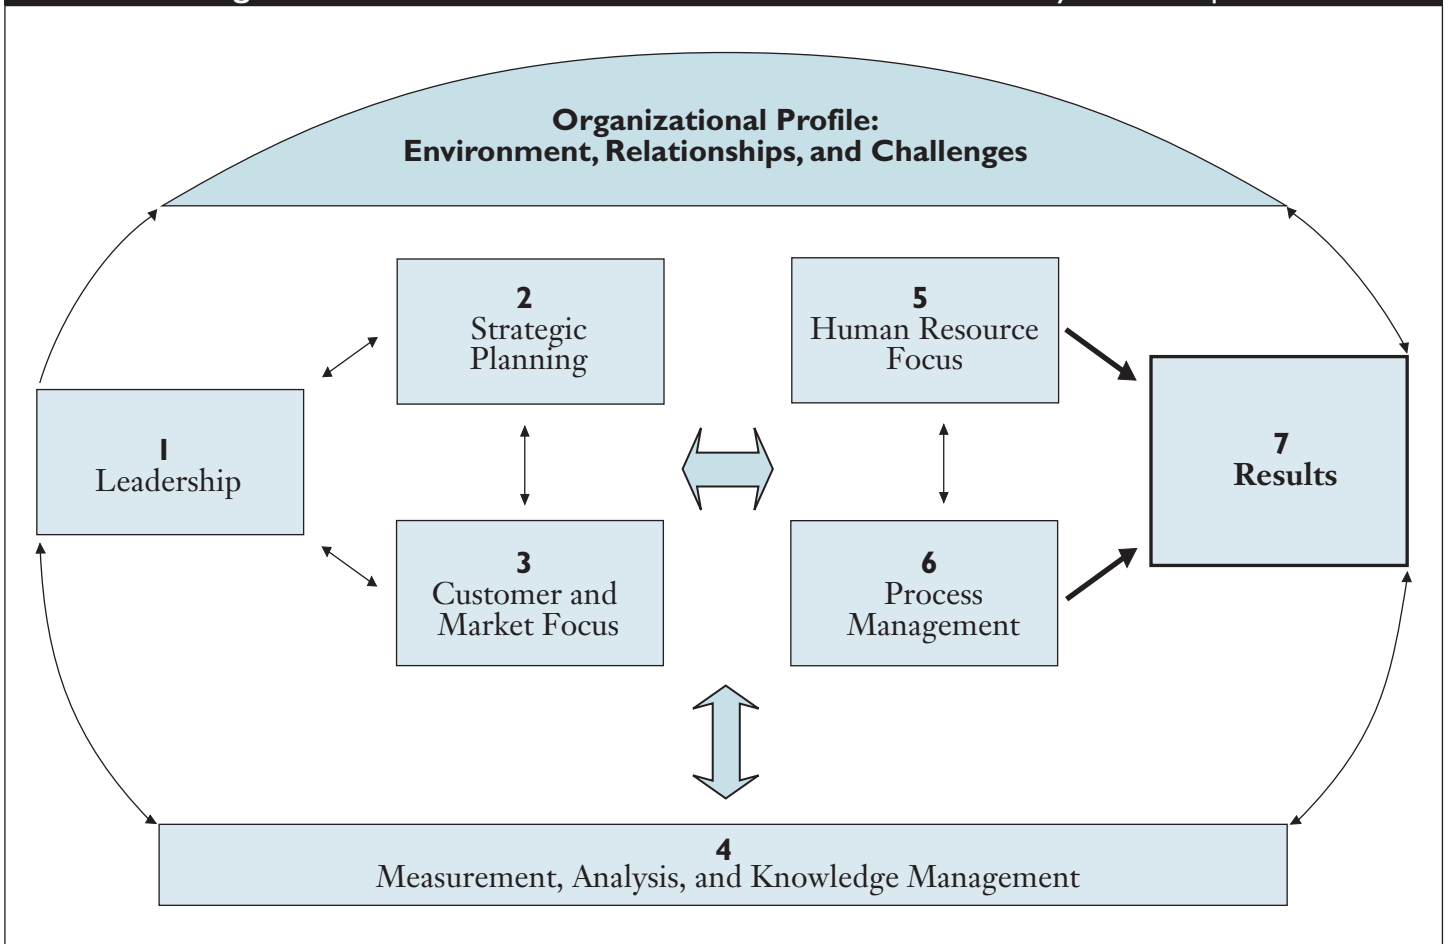 Organizational Profile:
Environment, Relationships, and Challenges
2
Strategic
Planning
5
Human Resource
Focus
1
Leadership
7
Results
3
Customer and
Market Focus
6
Process
Management
4
Measurement, Analysis, and Knowledge Management